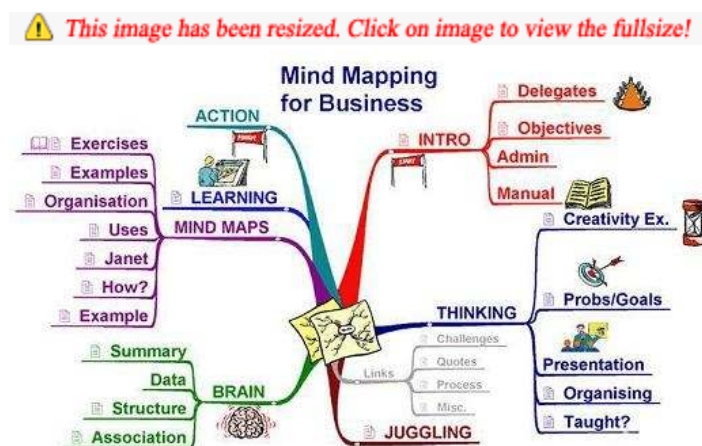 This image has been resized. Click on image to view the fullsize!
Mind Mapping
for Business
ACTION
FINISH
LEARNING
MIND MAPS
Exercises
Examples
Organisation
Uses
Janet
How?
Example
BRAIN
Summary
Data
Structure
Association
INTRO
START
Delegates
Objectives
Admin
Manual
THINKING
Creativity Ex.
Probs/Goals
Presentation
Organising
Taught?
Links
Challenges
Quotes
Process
Misc.
JUGGLING